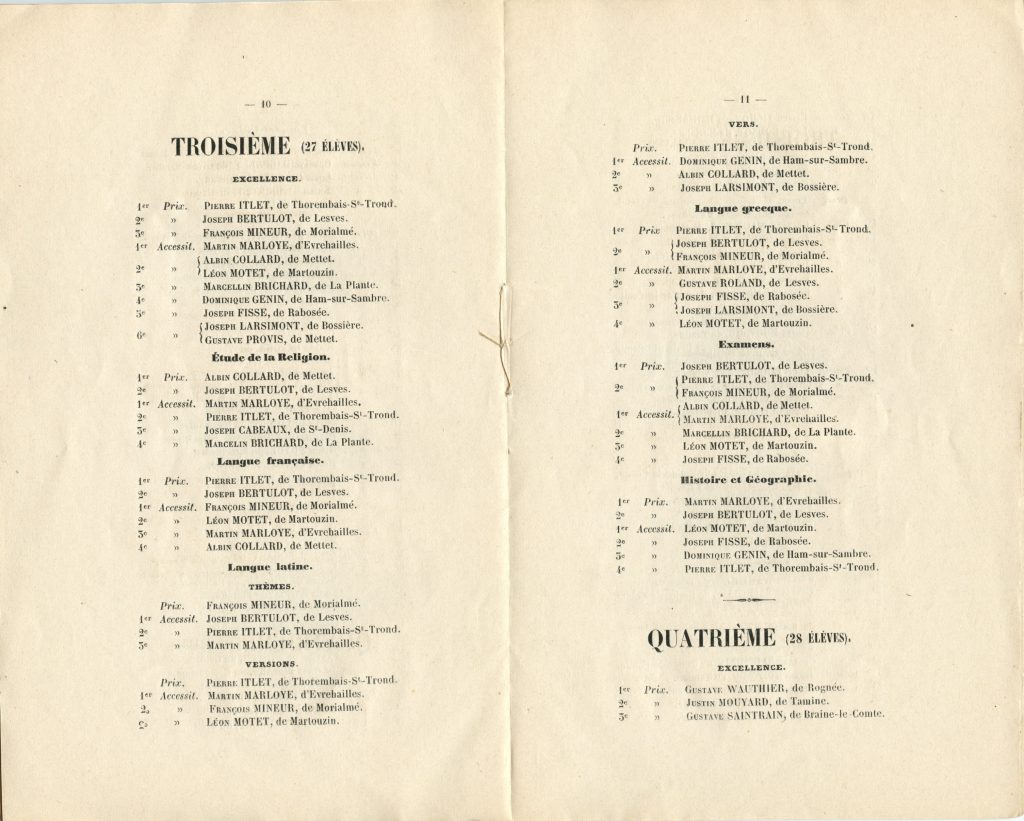 — 10 —
TROISIÈME (27 ÉLÈVES).
EXCELLENCE.
1er Prix. PIERRE ITLET, de Thorembais-St-Trond.
2e » JOSEPH BERTULOT, de Lesves.
3e » FRANÇOIS MINEUR, de Morialmé.
1er Accessit. MARTIN MARLOYE, d'Evrehailles.
2e » { ALBIN COLLARD, de Mettet.
LÉON MOTET, de Martouzin.
3e » MARCELLIN BRICHARD, de La Plante.
4e » DOMINIQUE GENIN, de Ham-sur-Sambre.
5e » JOSEPH FISSE, de Rabosée.
6e » { JOSEPH LARSIMONT, de Bossière.
GUSTAVE PROVIS, de Mettet.
Étude de la Religion.
1er Prix. ALBIN COLLARD, de Mettet.
2e » JOSEPH BERTULOT, de Lesves.
1er Accessit. MARTIN MARLOYE, d'Evrehailles.
2e » PIERRE ITLET, de Thorembais-St-Trond.
3e » JOSEPH CABEAUX, de St-Denis.
4e » MARCELIN BRICHARD, de La Plante.
Langue française.
1er Prix. PIERRE ITLET, de Thorembais-St-Trond.
2e » JOSEPH BERTULOT, de Lesves.
1er Accessit. FRANÇOIS MINEUR, de Morialmé.
2e » LÉON MOTET, de Martouzin.
3e » MARTIN MARLOYE, d'Evrehailles.
4e » ALBIN COLLARD, de Mettet.
Langue latine.
THÈMES.
Prix. FRANÇOIS MINEUR, de Morialmé.
1er Accessit. JOSEPH BERTULOT, de Lesves.
2e » PIERRE ITLET, de Thorembais-St-Trond.
3e » MARTIN MARLOYE, d'Evrehailles.
VERSIONS.
Prix. PIERRE ITLET, de Thorembais-St-Trond.
1er Accessit. MARTIN MARLOYE, d'Evrehailles.
» FRANÇOIS MINEUR, de Morialmé.
» LÉON MOTET, de Martouzin.
— 11 —
VERS.
Prix. PIERRE ITLET, de Thorembais-St-Trond.
1er Accessit. DOMINIQUE GENIN, de Ham-sur-Sambre.
2e » ALBIN COLLARD, de Mettet.
3e » JOSEPH LARSIMONT, de Bossière.
Langue grecque.
1er Prix PIERRE ITLET, de Thorembais-St-Trond.
2e » { JOSEPH BERTULOT, de Lesves.
FRANÇOIS MINEUR, de Morialmé.
1er Accessit. MARTIN MARLOYE, d'Evrehailles.
2e » GUSTAVE ROLAND, de Lesves.
3e » { JOSEPH FISSE, de Rabosée.
JOSEPH LARSIMONT, de Bossière.
4e » LÉON MOTET, de Martouzin.
Examens.
1er Prix. JOSEPH BERTULOT, de Lesves.
2e » { PIERRE ITLET, de Thorembais-St-Trond.
FRANÇOIS MINEUR, de Morialmé.
1er Accessit. { ALBIN COLLARD, de Mettet.
MARTIN MARLOYE, d'Evrehailles.
2e » MARCELLIN BRICHARD, de La Plante.
3e » LÉON MOTET, de Martouzin.
4e » JOSEPH FISSE, de Rabosée.
Histoire et Géographie.
1er Prix. MARTIN MARLOYE, d'Evrehailles.
2e » JOSEPH BERTULOT, de Lesves.
1er Accessit. LÉON MOTET, de Martouzin.
2e » JOSEPH FISSE, de Rabosée.
3e » DOMINIQUE GENIN, de Ham-sur-Sambre.
4e » PIERRE ITLET, de Thorembais-St-Trond.
QUATRIÈME (28 ÉLÈVES).
EXCELLENCE.
1er Prix. GUSTAVE WAUTHIER, de Rognée.
2e » JUSTIN MOUYARD, de Tamine.
3e » GUSTAVE SAINTRAIN, de Braine-le-Comte.